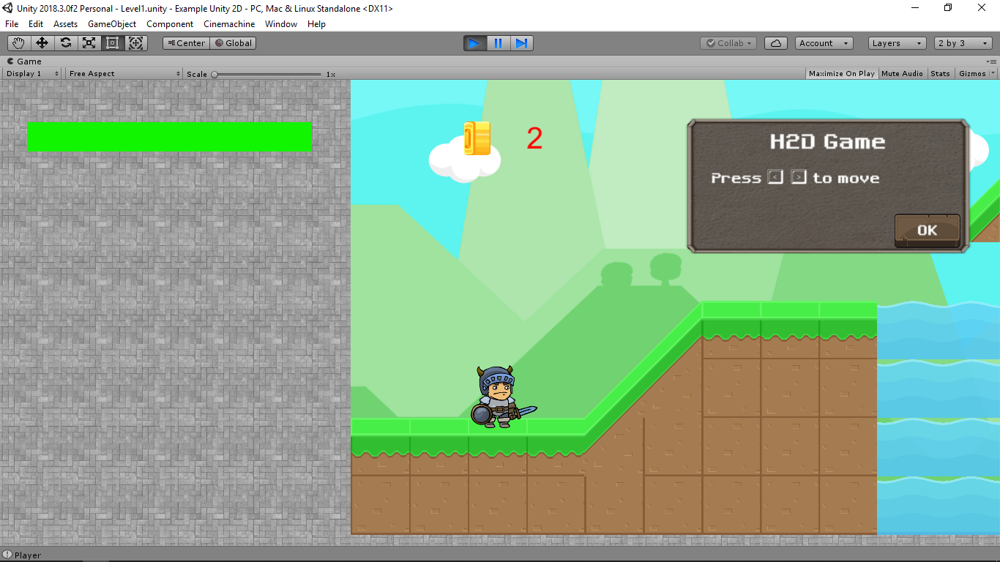 Unity 2018.3.0f2 Personal - Level1.unity - Example Unity 2D - PC, Mac & Linux Standalone <DX11>
File Edit Assets GameObject Component Cinemachine Window Help
Center Global Collab Account Layers 2 by 3
Game
Display 1 Free Aspect Scale 1x Maximize On Play Mute Audio Stats Gizmos
2
H2D Game
Press < > to move
OK
Player